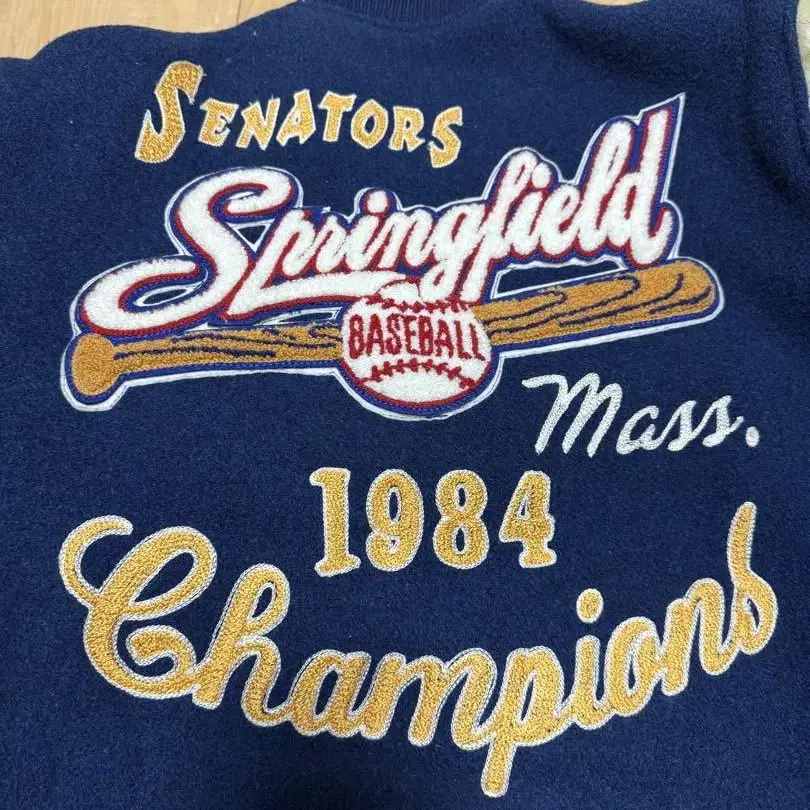 SENATORS
Springfield
BASEBALL
Mass.
1984
Champions